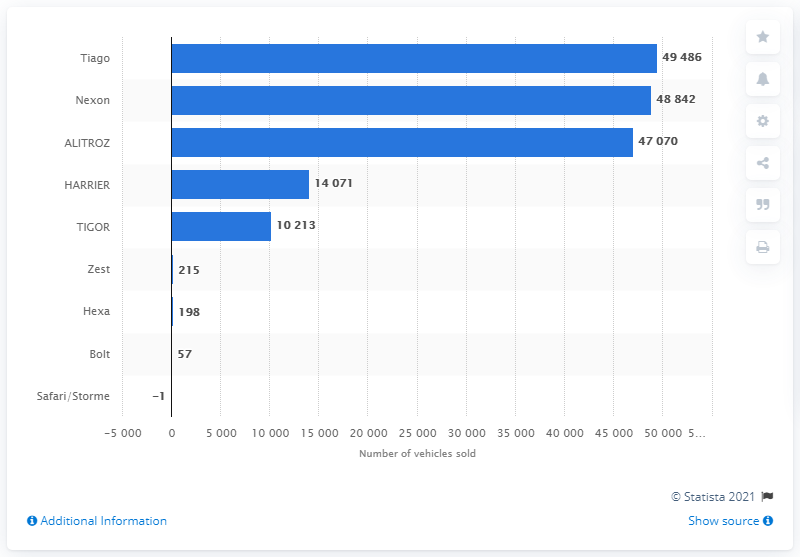 Tiago 49 486
Nexon 48 842
ALITROZ 47 070
HARRIER 14 071
TIGOR 10 213
Zest 215
Hexa 198
Bolt 57
Safari/Storme −1
−5 000 0 5 000 10 000 15 000 20 000 25 000 30 000 35 000 40 000 45 000 50 000 5...
Number of vehicles sold
© Statista 2021
Additional Information Show source